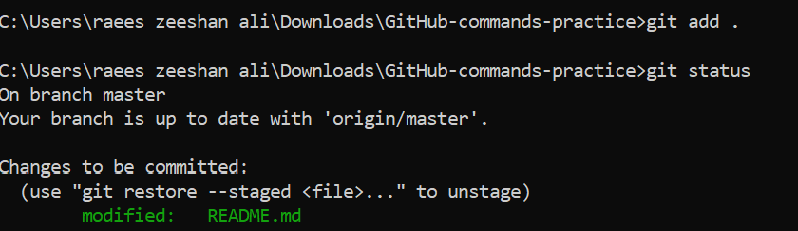 C:\Users\raees zeeshan ali\Downloads\GitHub-commands-practice>git add .
C:\Users\raees zeeshan ali\Downloads\GitHub-commands-practice>git status
On branch master
Your branch is up to date with 'origin/master'.
Changes to be committed:
(use "git restore --staged <file>..." to unstage)
modified: README.md